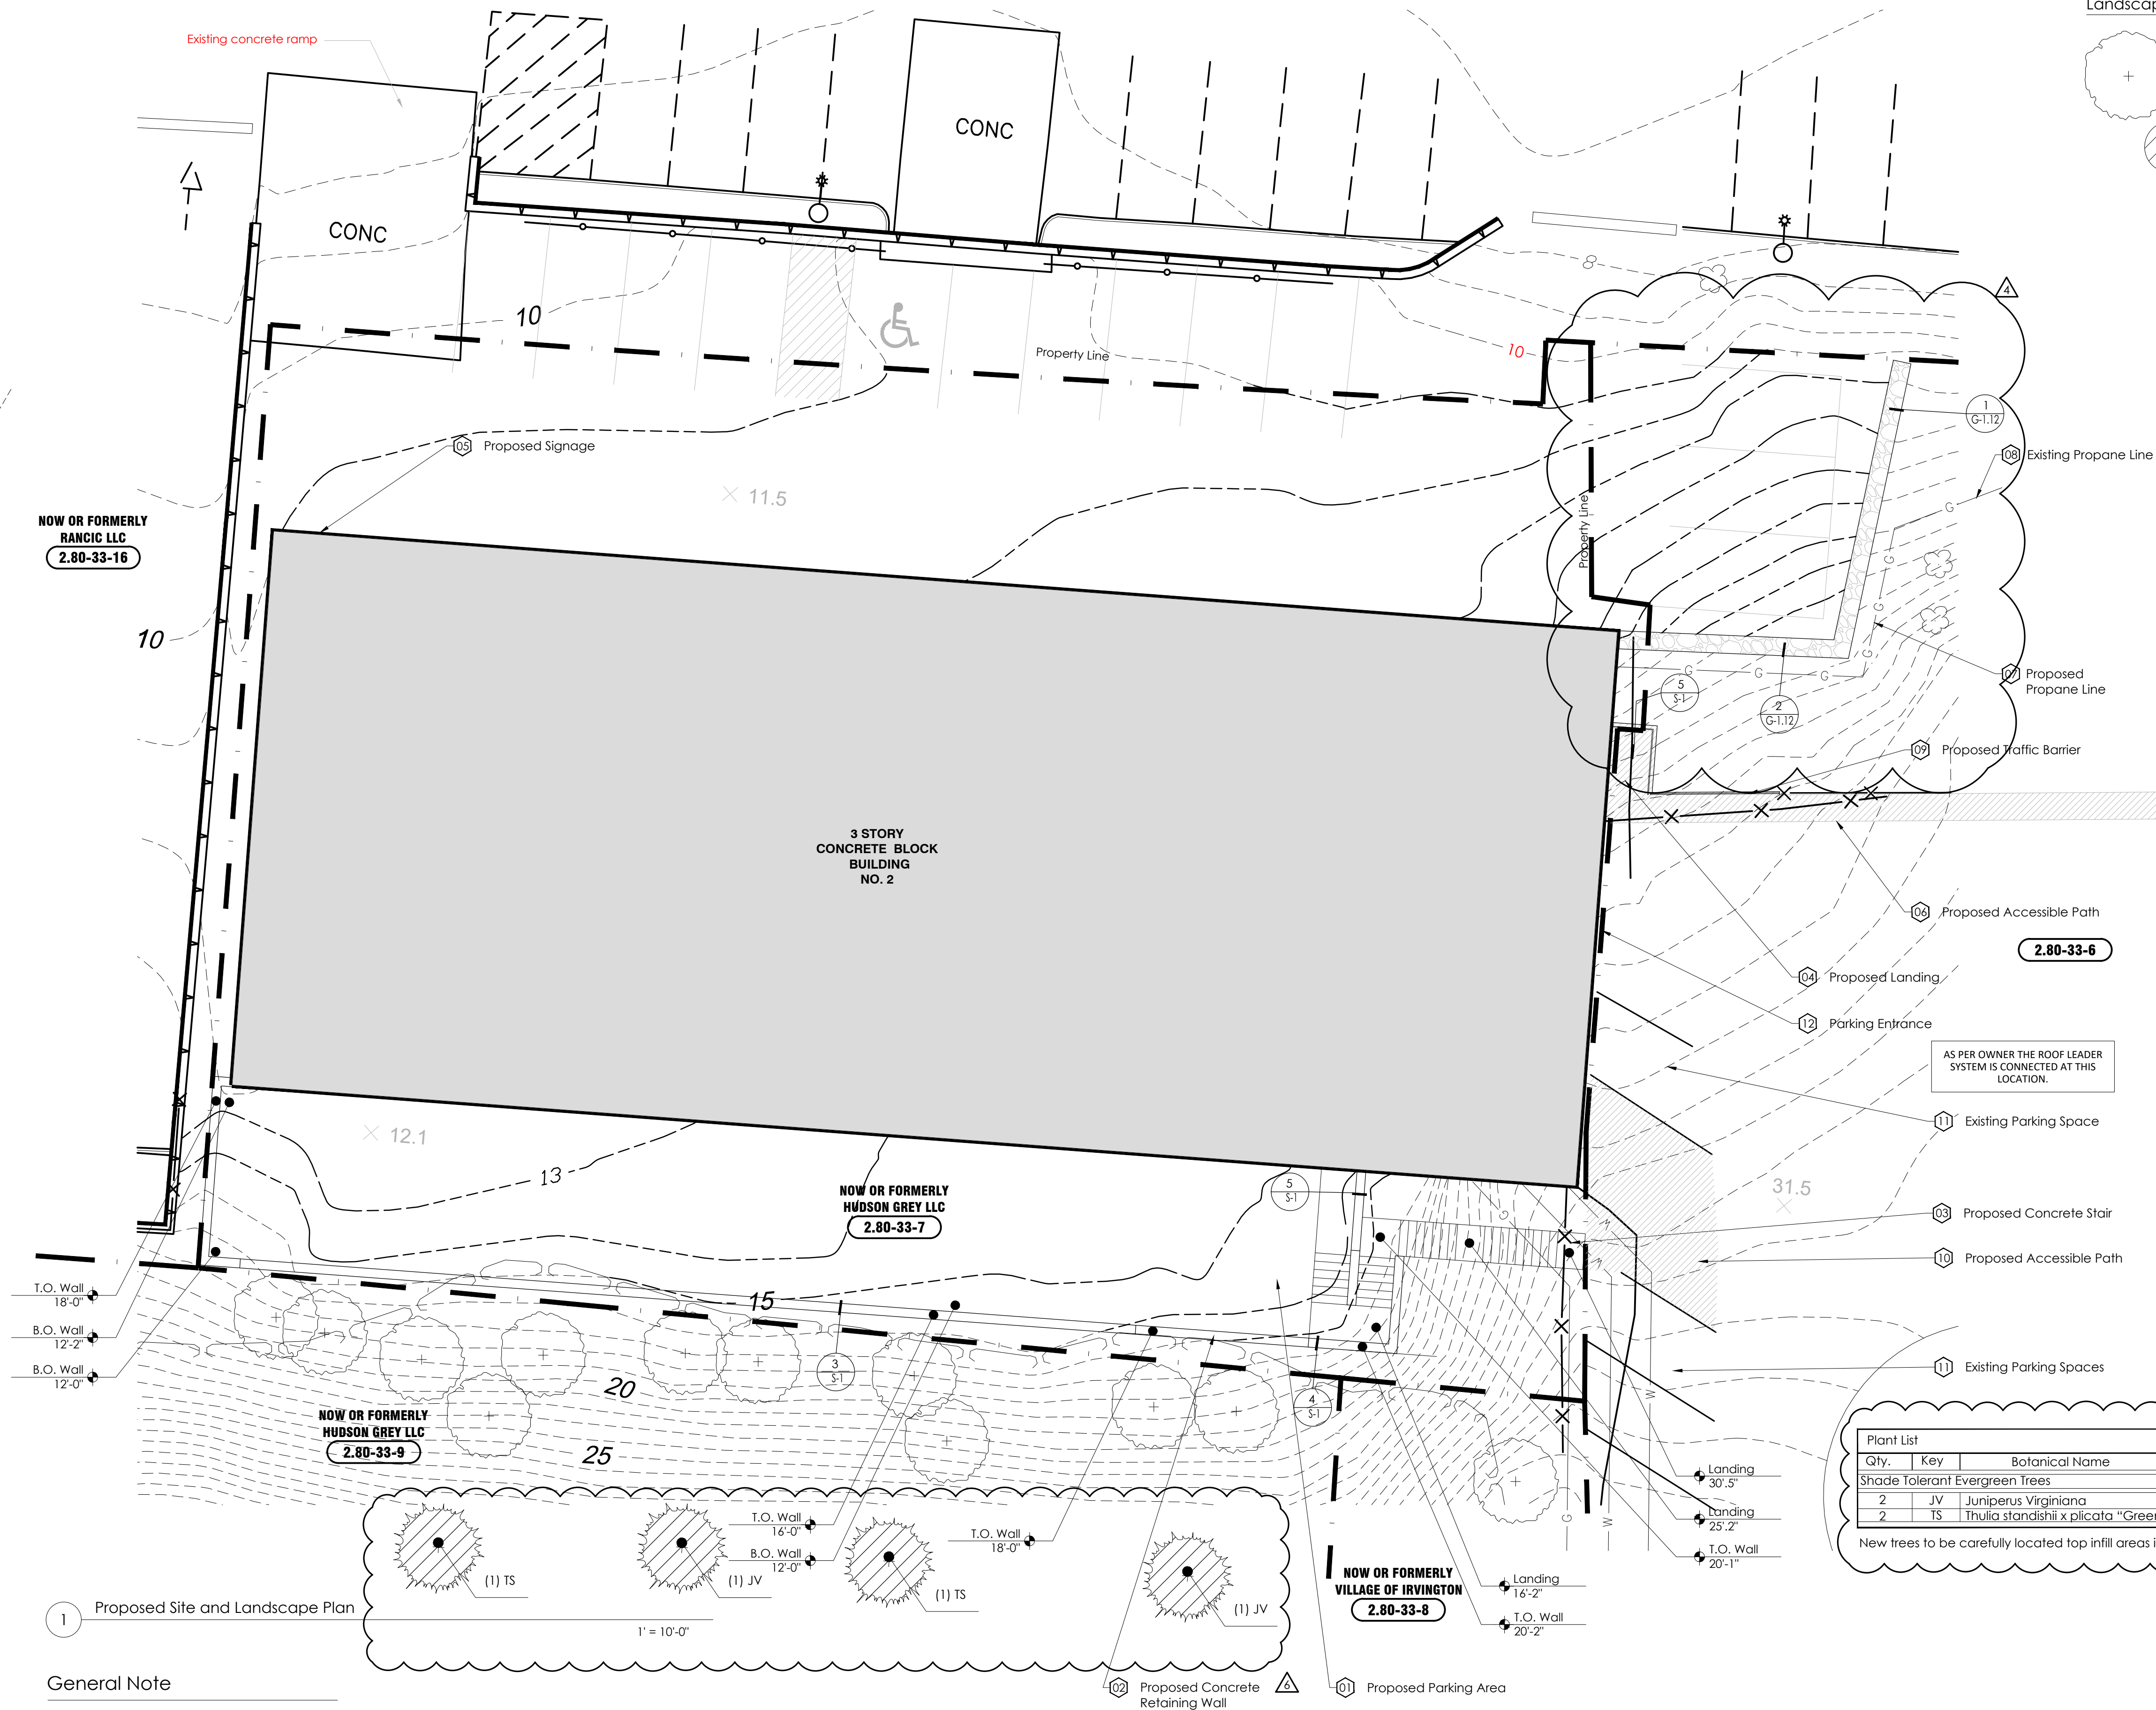 Landscap
Existing concrete ramp
CONC
CONC
4
8
10
10
Property Line
1
G-1.12
05 Proposed Signage
08 Existing Propane Line
11.5
G
NOW OR FORMERLY
RANCIC LLC
2.80-33-16
Property Line
G
G
10
G
G
G
G
G
07 Proposed
Propane Line
5
S-1
2
G-1.12
09 Proposed Traffic Barrier
3 STORY
CONCRETE BLOCK
BUILDING
NO. 2
06 Proposed Accessible Path
2.80-33-6
04 Proposed Landing
12 Parking Entrance
AS PER OWNER THE ROOF LEADER
SYSTEM IS CONNECTED AT THIS
LOCATION.
11 Existing Parking Space
12.1
13
NOW OR FORMERLY
HUDSON GREY LLC
2.80-33-7
5
S-1
31.5
G
W
03 Proposed Concrete Stair
10 Proposed Accessible Path
T.O. Wall
18'-0"
15
B.O. Wall
12'-2"
B.O. Wall
12'-0"
3
S-1
11 Existing Parking Spaces
20
4
S-1
W
NOW OR FORMERLY
HUDSON GREY LLC
2.80-33-9
25
Plant List
Qty. Key Botanical Name
Shade Tolerant Evergreen Trees
2 JV Juniperus Virginiana
2 TS Thulia standishii x plicata “Green
New trees to be carefully located top infill areas i
Landing
30'.5"
Landing
25'.2"
T.O. Wall
20'-1"
G
W
T.O. Wall
16'-0"
B.O. Wall
12'-0"
T.O. Wall
18'-0"
(1) TS
(1) JV
(1) TS
(1) JV
NOW OR FORMERLY
VILLAGE OF IRVINGTON
2.80-33-8
Landing
16'-2"
T.O. Wall
20'-2"
1 Proposed Site and Landscape Plan
1' = 10'-0"
General Note
02 Proposed Concrete
Retaining Wall
6
01 Proposed Parking Area